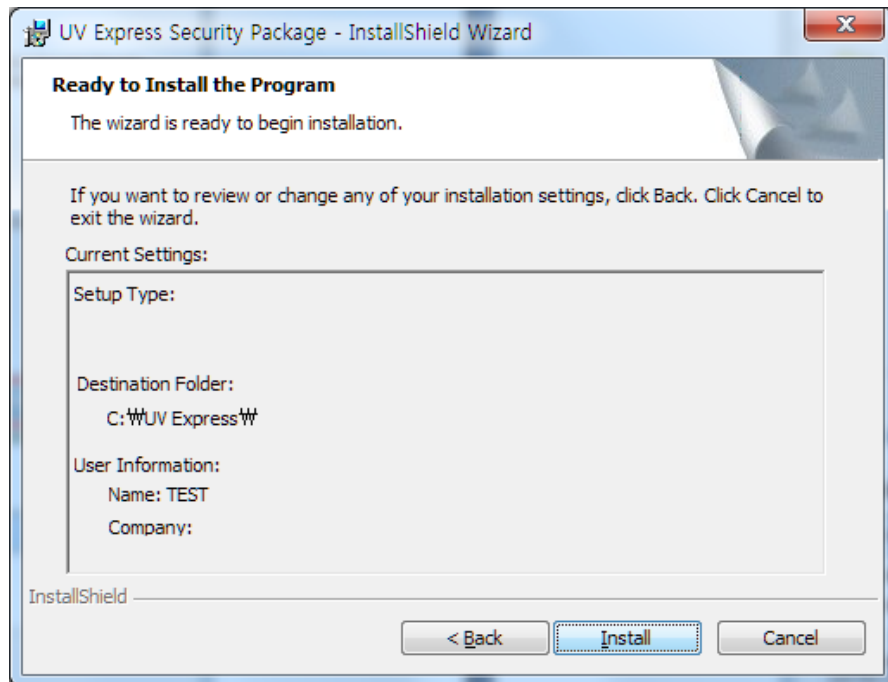 UV Express Security Package - InstallShield Wizard
Ready to Install the Program
The wizard is ready to begin installation.
If you want to review or change any of your installation settings, click Back. Click Cancel to
exit the wizard.
Current Settings:
Setup Type:
Destination Folder:
C:₩UV Express₩
User Information:
Name: TEST
Company:
InstallShield
< Back
Install
Cancel